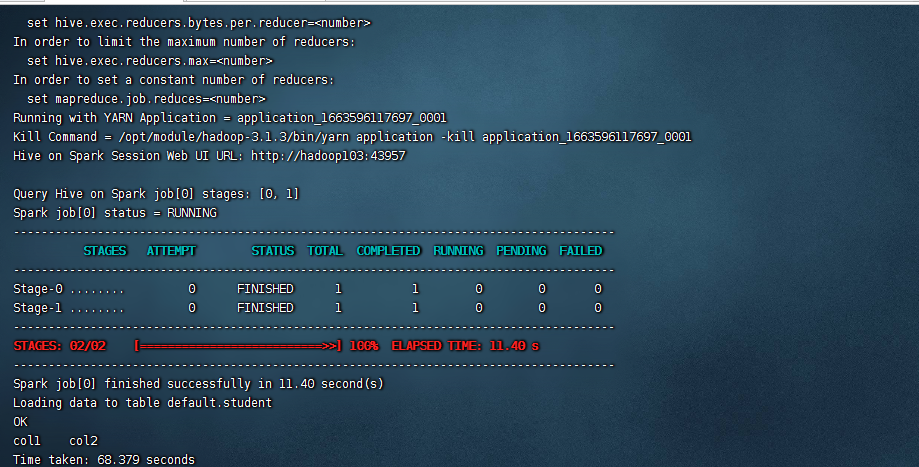 set hive.exec.reducers.bytes.per.reducer=<number>
In order to limit the maximum number of reducers:
set hive.exec.reducers.max=<number>
In order to set a constant number of reducers:
set mapreduce.job.reduces=<number>
Running with YARN Application = application_1663596117697_0001
Kill Command = /opt/module/hadoop-3.1.3/bin/yarn application -kill application_1663596117697_0001
Hive on Spark Session Web UI URL: http://hadoop103:43957
Query Hive on Spark job[0] stages: [0, 1]
Spark job[0] status = RUNNING
--------------------------------------------------------------------------------------
STAGES ATTEMPT STATUS TOTAL COMPLETED RUNNING PENDING FAILED
--------------------------------------------------------------------------------------
Stage-0 ........ 0 FINISHED 1 1 0 0 0
Stage-1 ........ 0 FINISHED 1 1 0 0 0
--------------------------------------------------------------------------------------
STAGES: 02/02 [==========================>>] 100% ELAPSED TIME: 11.40 s
--------------------------------------------------------------------------------------
Spark job[0] finished successfully in 11.40 second(s)
Loading data to table default.student
OK
col1 col2
Time taken: 68.379 seconds